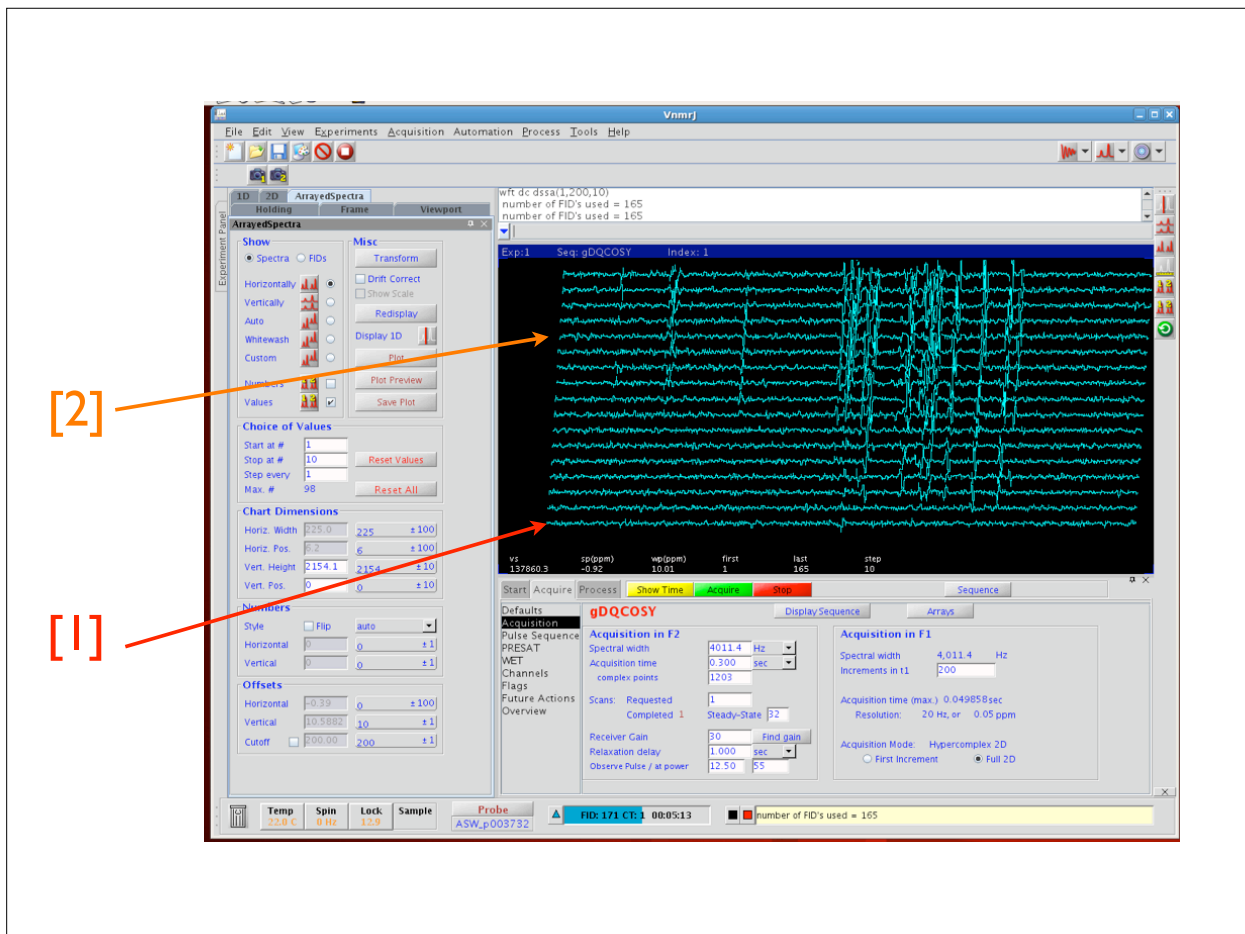 VnmrJ
File Edit View Experiments Acquisition Automation Process Tools Help
1D 2D ArrayedSpectra
Holding Frame Viewport
Experiment Panel
ArrayedSpectra
Show
Spectra FIDs
Horizontally
Vertically
Auto
Whitewash
Custom
Numbers
Values
Misc
Transform
Drift Correct
Show Scale
Redisplay
Display 1D
Plot
Plot Preview
Save Plot
Choice of Values
Start at # 1
Stop at # 10 Reset Values
Step every 1
Max. # 98 Reset All
Chart Dimensions
Horiz. Width 225.0 225 ±100
Horiz. Pos. 6.2 6 ±100
Vert. Height 2154.1 2154 ±10
Vert. Pos. 0 0 ±10
Numbers
Style Flip auto
Horizontal 0 0 ±1
Vertical 0 0 ±1
Offsets
Horizontal -0.39 0 ±100
Vertical 10.5882 10 ±1
Cutoff 200.00 200 ±1
wft dc dssa(1,200,10)
number of FID's used = 165
number of FID's used = 165
Exp:1 Seq: gDQCOSY Index: 1
vs sp(ppm) wp(ppm) first last step
137860.3 -0.92 10.01 1 165 10
[2]
[1]
Start Acquire Process Show Time Acquire Stop Sequence
Defaults
Acquisition
Pulse Sequence
PRESAT
WET
Channels
Flags
Future Actions
Overview
gDQCOSY Display Sequence Arrays
Acquisition in F2
Spectral width 4011.4 Hz
Acquisition time 0.300 sec
complex points 1203
Scans: Requested 1
Completed 1 Steady-State 32
Receiver Gain 30 Find gain
Relaxation delay 1.000 sec
Observe Pulse / at power 12.50 55
Acquisition in F1
Spectral width 4,011.4 Hz
Increments in t1 200
Acquisition time (max.) 0.049858sec
Resolution: 20 Hz, or 0.05 ppm
Acquisition Mode: Hypercomplex 2D
First Increment Full 2D
Temp Spin Lock Sample
22.0 C 0 Hz 12.9
Probe
ASW_p003732
FID: 171 CT: 1 00:05:13
number of FID's used = 165